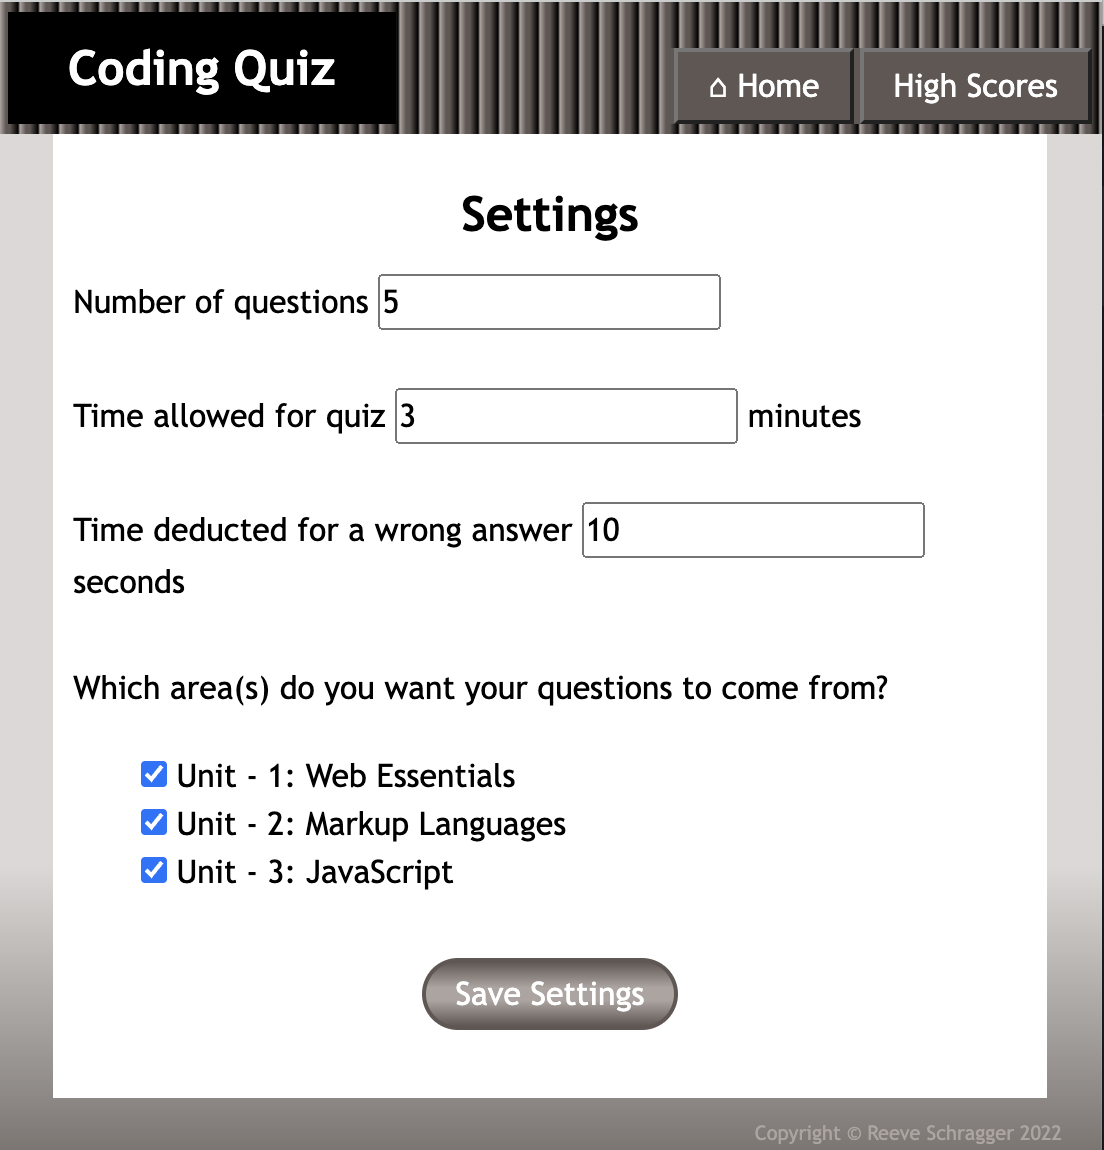 Coding Quiz
⌂ Home
High Scores
Settings
Number of questions 5
Time allowed for quiz 3 minutes
Time deducted for a wrong answer 10
seconds
Which area(s) do you want your questions to come from?
Unit - 1: Web Essentials
Unit - 2: Markup Languages
Unit - 3: JavaScript
Save Settings
Copyright © Reeve Schragger 2022